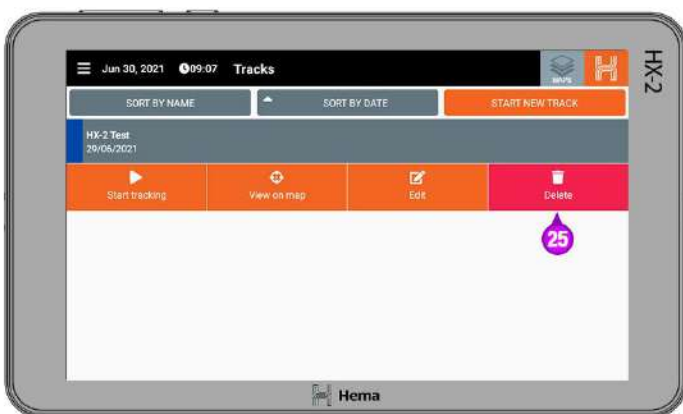 Jun 30, 2021 09:07 Tracks
MAPS
SORT BY NAME
SORT BY DATE
START NEW TRACK
HX-2 Test
29/06/2021
Start tracking
View on map
Edit
Delete
25
Hema
HX-2